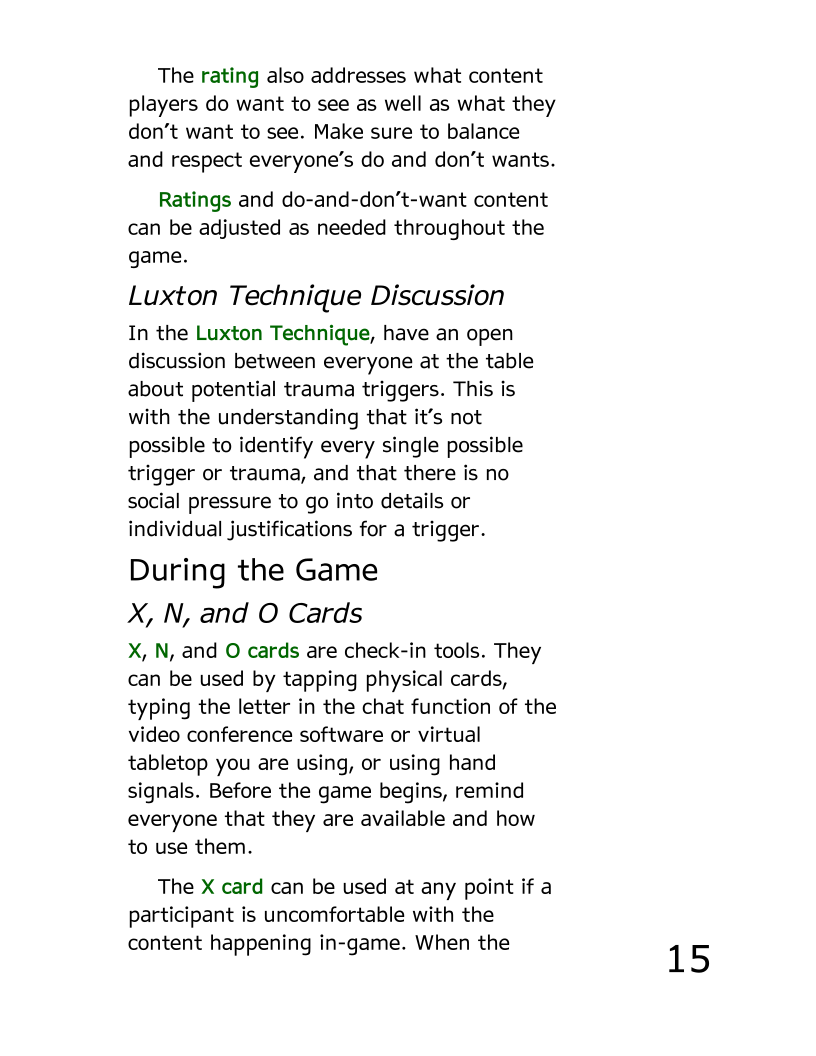 The rating also addresses what content
players do want to see as well as what they
don’t want to see. Make sure to balance
and respect everyone’s do and don’t wants.
Ratings and do-and-don’t-want content
can be adjusted as needed throughout the
game.
Luxton Technique Discussion
In the Luxton Technique, have an open
discussion between everyone at the table
about potential trauma triggers. This is
with the understanding that it’s not
possible to identify every single possible
trigger or trauma, and that there is no
social pressure to go into details or
individual justifications for a trigger.
During the Game
X, N, and O Cards
X, N, and O cards are check-in tools. They
can be used by tapping physical cards,
typing the letter in the chat function of the
video conference software or virtual
tabletop you are using, or using hand
signals. Before the game begins, remind
everyone that they are available and how
to use them.
The X card can be used at any point if a
participant is uncomfortable with the
content happening in-game. When the
15